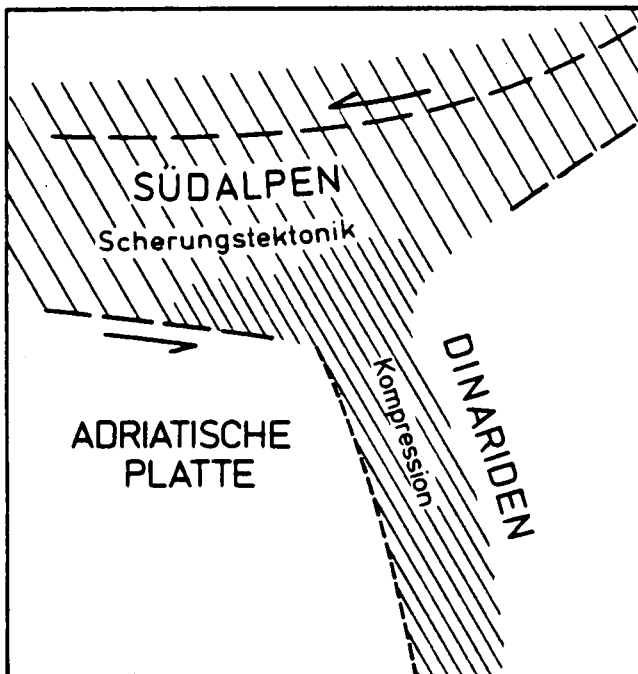 SÜDALPEN
Scherungstektonik
ADRIATISCHE
PLATTE
Kompression
DINARIDEN